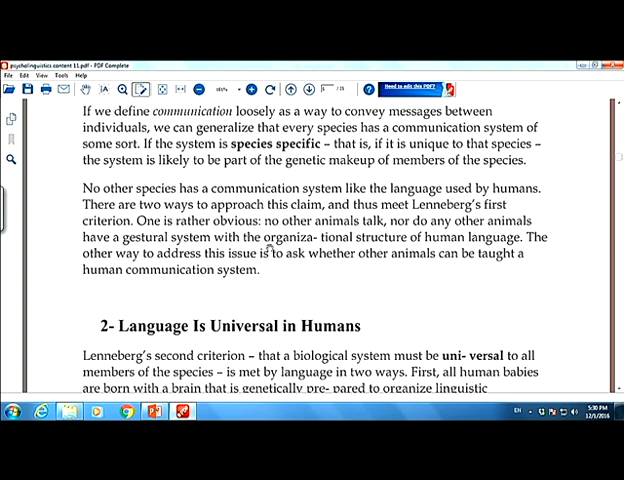 psycholinguistics content 11.pdf - PDF Complete
File Edit View Tools Help
Need to edit this PDF?
If we define communication loosely as a way to convey messages between
individuals, we can generalize that every species has a communication system of
some sort. If the system is species specific – that is, if it is unique to that species –
the system is likely to be part of the genetic makeup of members of the species.
No other species has a communication system like the language used by humans.
There are two ways to approach this claim, and thus meet Lenneberg's first
criterion. One is rather obvious: no other animals talk, nor do any other animals
have a gestural system with the organiza- tional structure of human language. The
other way to address this issue is to ask whether other animals can be taught a
human communication system.
2- Language Is Universal in Humans
Lenneberg's second criterion – that a biological system must be uni- versal to all
members of the species – is met by language in two ways. First, all human babies
are born with a brain that is genetically pre- pared to organize linguistic
EN
5:30 PM
12/1/2016